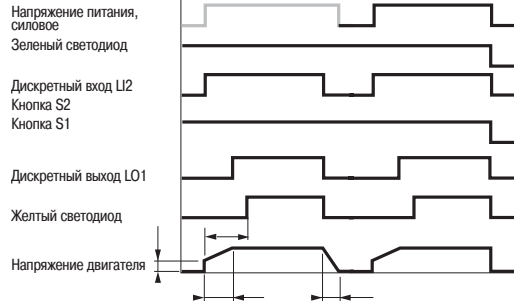 Напряжение питания,
силовое
Зеленый светодиод
Дискретный вход LI2
Кнопка S2
Кнопка S1
Дискретный выход LO1
Желтый светодиод
Напряжение двигателя